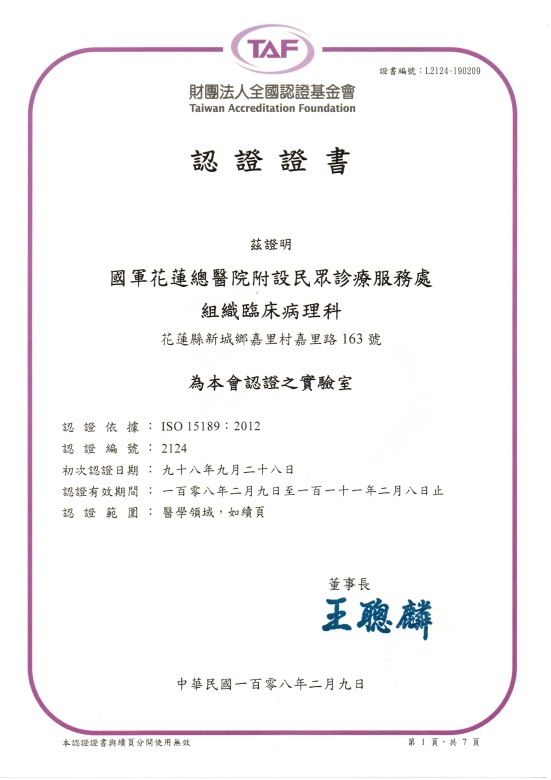 TAF
證書編號：L2124-190209
財團法人全國認證基金會
Taiwan Accreditation Foundation
認證證書
茲證明
國軍花蓮總醫院附設民眾診療服務處
組織臨床病理科
花蓮縣新城鄉嘉里村嘉里路 163 號
為本會認證之實驗室
認證依據：ISO 15189：2012
認證編號：2124
初次認證日期：九十八年九月二十八日
認證有效期間：一百零八年二月九日至一百一十一年二月八日止
認證範圍：醫學領域，如續頁
董事長
王聰麟
中華民國一百零八年二月九日
本認證證書與續頁分開使用無效
第 1 頁，共 7 頁